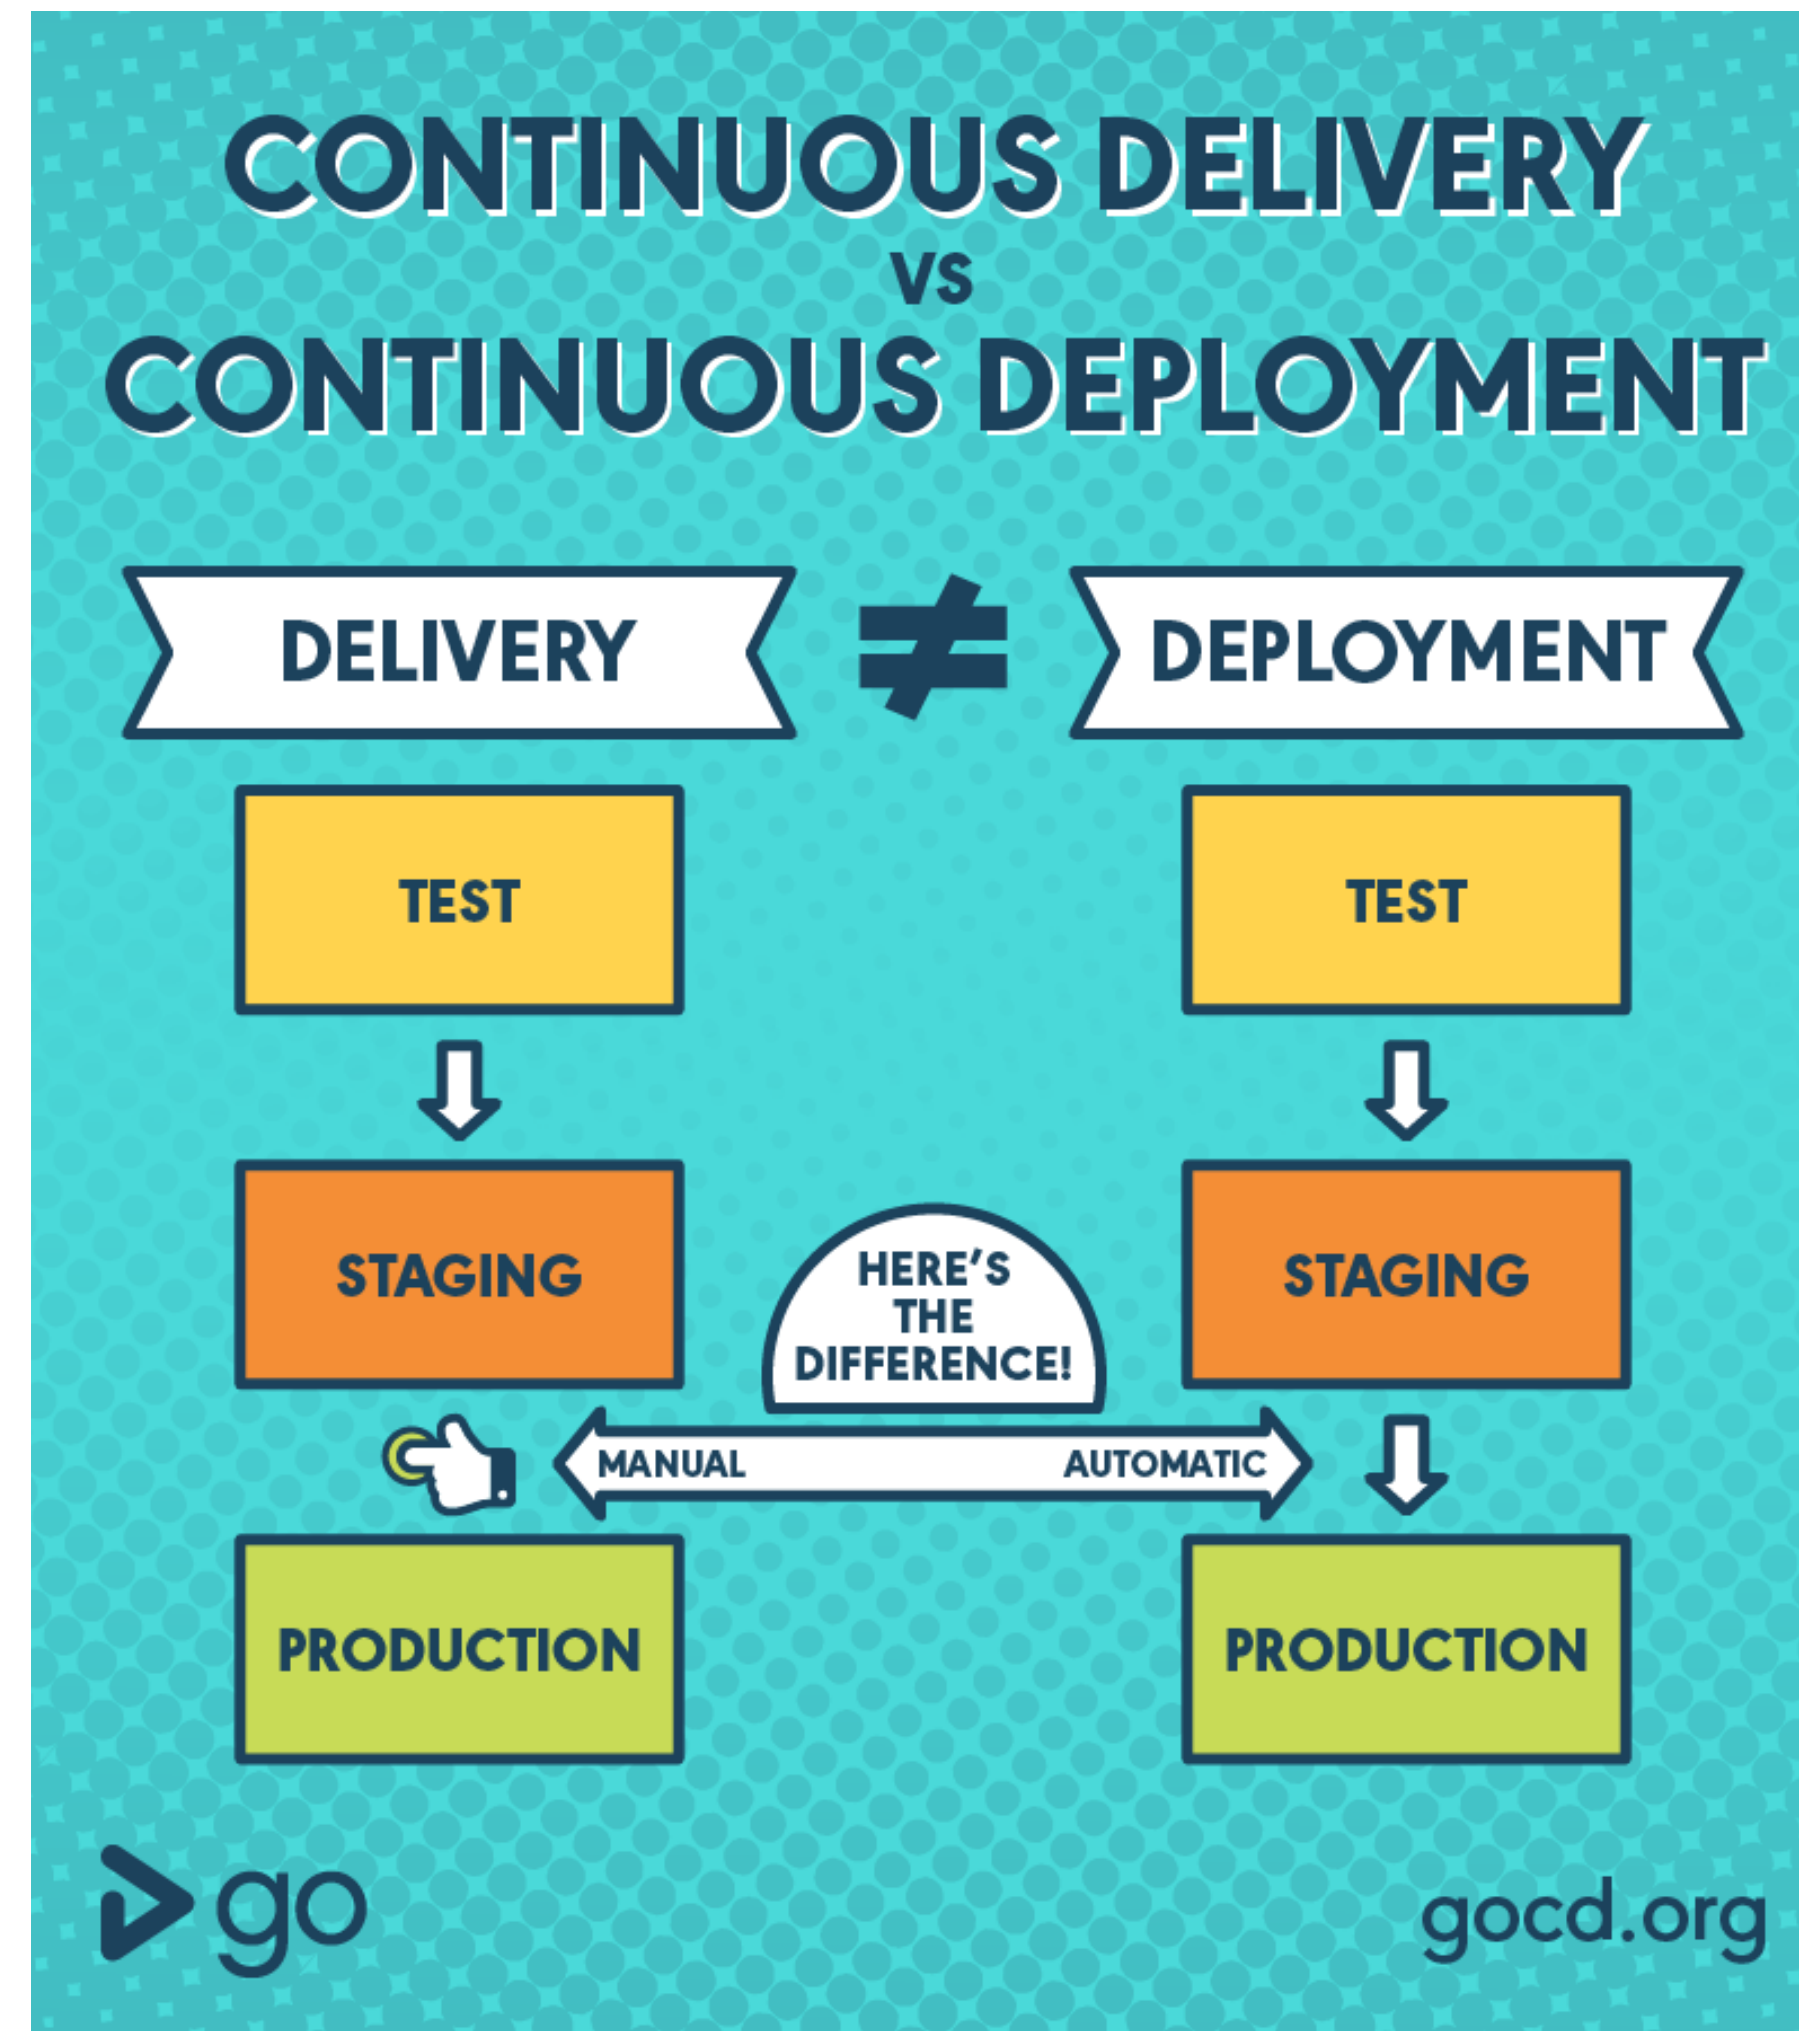 CONTINUOUS DELIVERY
VS
CONTINUOUS DEPLOYMENT
DELIVERY
DEPLOYMENT
TEST
TEST
STAGING
STAGING
HERE'S
THE
DIFFERENCE!
MANUAL
AUTOMATIC
PRODUCTION
PRODUCTION
go
gocd.org